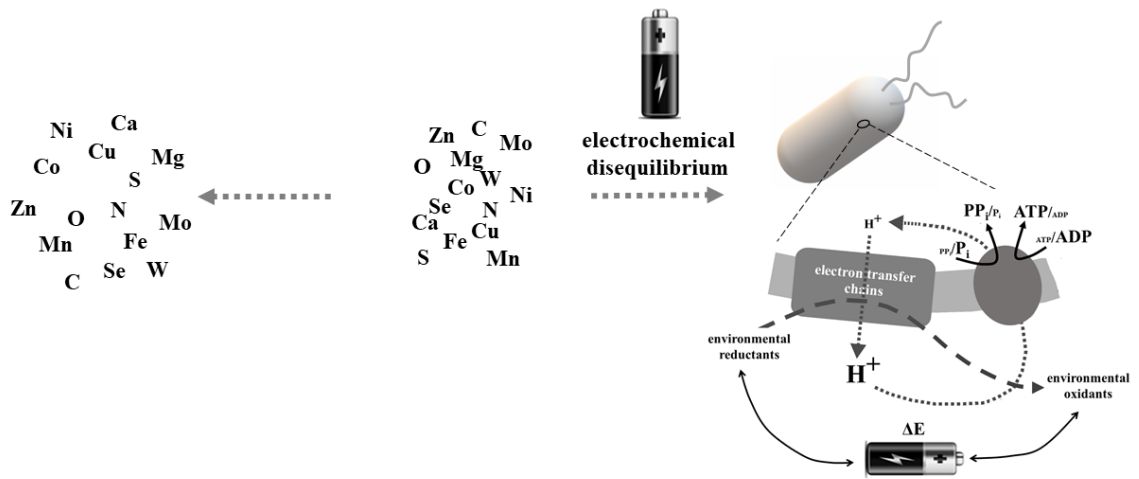 Ni
Ca
Co
Cu
Mg
S
Zn
O
N
Mo
Mn
Fe
C
Se
W
Zn
C
Mo
O
Mg
W
Co
Ni
Se
N
Ca
Cu
Fe
S
Mn
electrochemical
disequilibrium
H+
PPi/Pi
ATP/ADP
PPi/Pi
ATP/ADP
electron transfer
chains
environmental
reductants
H+
environmental
oxidants
ΔE